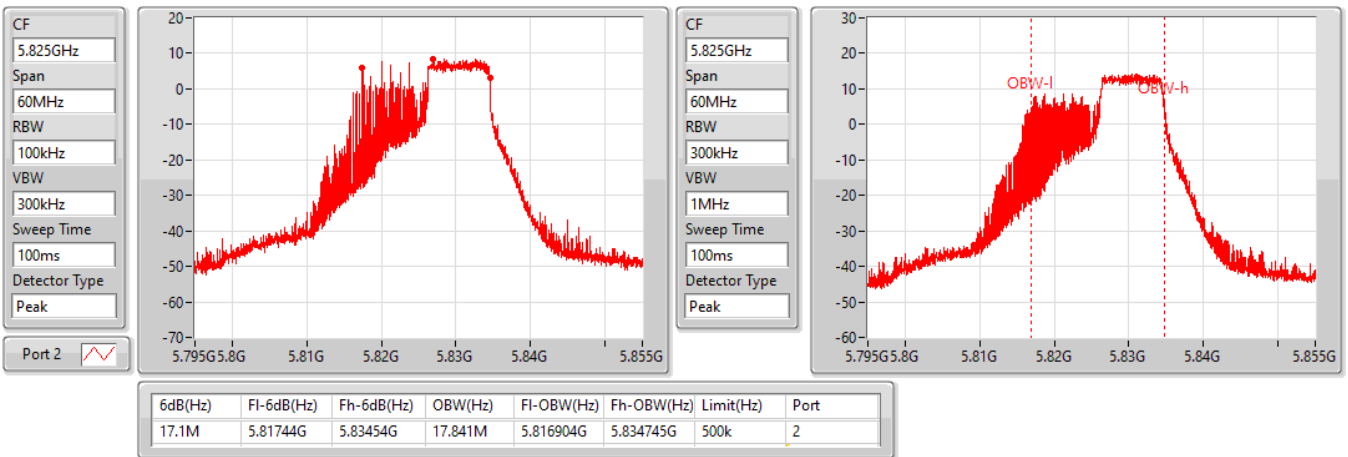 CF
5.825GHz
Span
60MHz
RBW
100kHz
VBW
300kHz
Sweep Time
100ms
Detector Type
Peak
Port 2
20
10
0
-10
-20
-30
-40
-50
-60
-70
5.795G 5.8G 5.81G 5.82G 5.83G 5.84G 5.855G
CF
5.825GHz
Span
60MHz
RBW
300kHz
VBW
1MHz
Sweep Time
100ms
Detector Type
Peak
30
20
10
0
-10
-20
-30
-40
-50
-60
OBW-l
OBW-h
5.795G 5.8G 5.81G 5.82G 5.83G 5.84G 5.855G
6dB(Hz) Fl-6dB(Hz) Fh-6dB(Hz) OBW(Hz) Fl-OBW(Hz) Fh-OBW(Hz) Limit(Hz) Port
17.1M 5.81744G 5.83454G 17.841M 5.816904G 5.834745G 500k 2